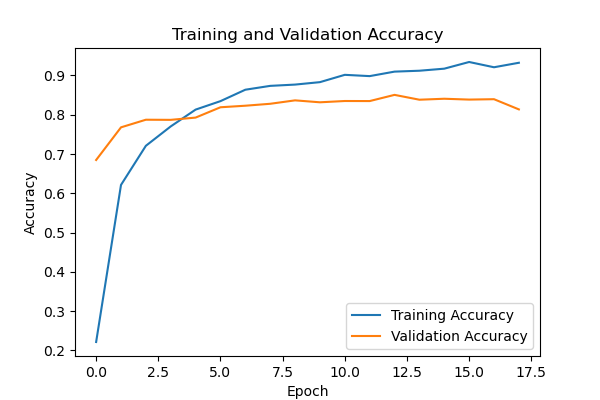 Training and Validation Accuracy
Accuracy
0.9
0.8
0.7
0.6
0.5
0.4
0.3
0.2
Training Accuracy
Validation Accuracy
0.0 2.5 5.0 7.5 10.0 12.5 15.0 17.5
Epoch